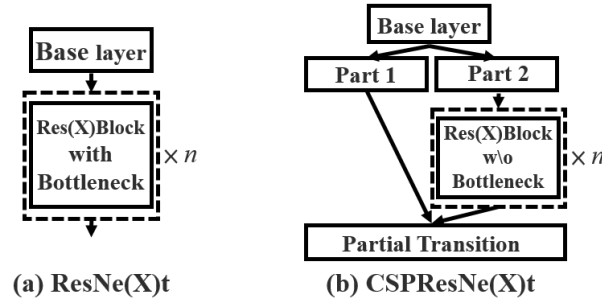 Base layer
Res(X)Block
with
Bottleneck
× n
(a) ResNe(X)t
Base layer
Part 1
Part 2
Res(X)Block
w\o
Bottleneck
× n
Partial Transition
(b) CSPResNe(X)t